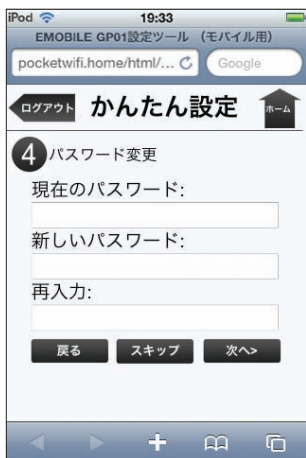 iPod 19:33
EMOBILE GP01設定ツール （モバイル用）
pocketwifi.home/html/... Google
ログアウト かんたん設定 ホーム
4 パスワード変更
現在のパスワード:
新しいパスワード:
再入力:
戻る スキップ 次へ>